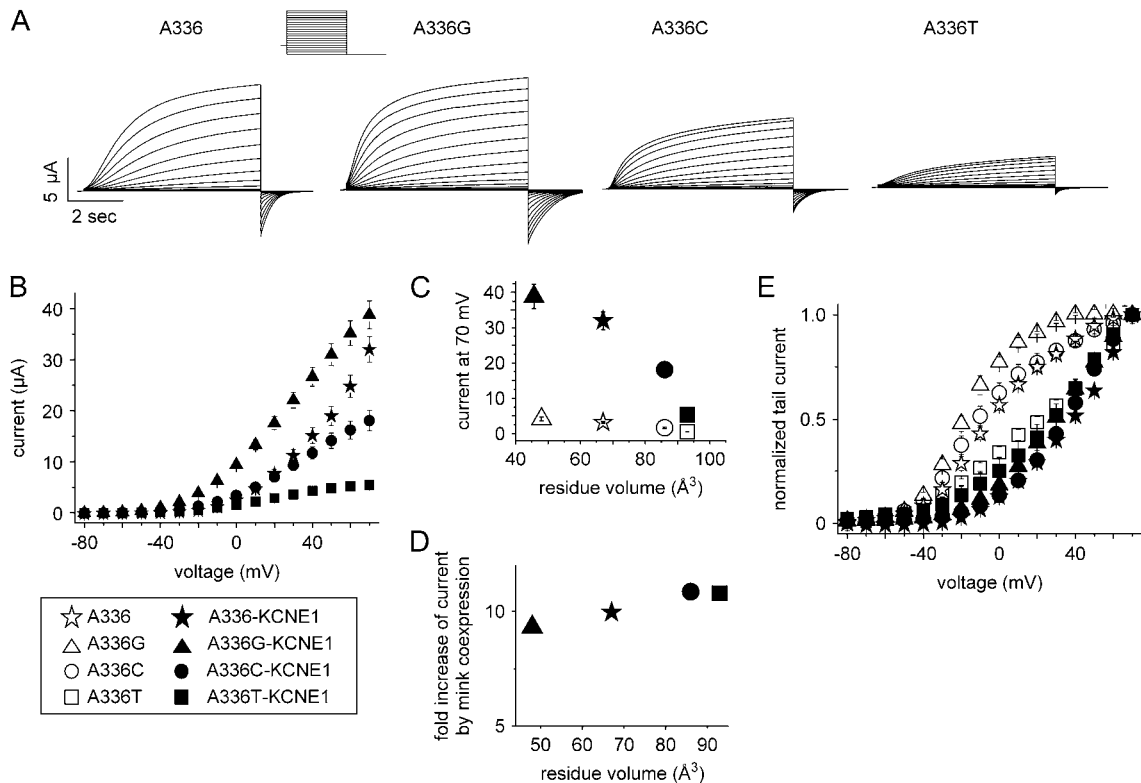 A
A336
A336G
A336C
A336T
5 µA
2 sec
B
current (µA)
40
30
20
10
0
-80
-40
0
40
voltage (mV)
A336
A336-KCNE1
A336G
A336G-KCNE1
A336C
A336C-KCNE1
A336T
A336T-KCNE1
C
current at 70 mV
40
30
20
10
0
40
60
80
100
residue volume (Å3)
D
fold increase of current
by mink coexpression
10
5
50
60
70
80
90
residue volume (Å3)
E
normalized tail current
1.0
0.5
0
-80
-40
0
40
voltage (mV)